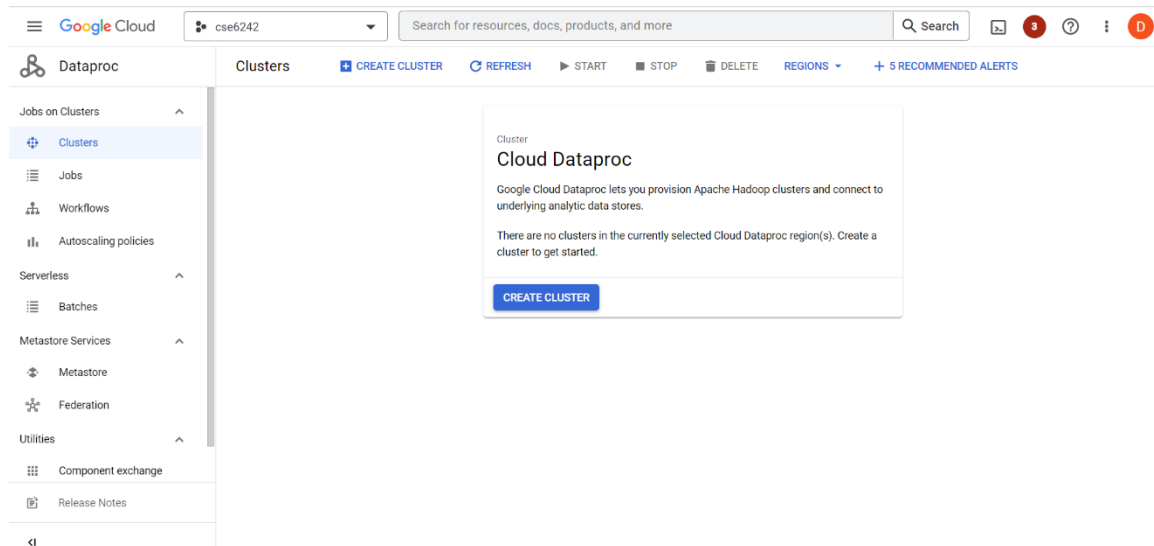 Google Cloud
cse6242
Search for resources, docs, products, and more
Search
3
D
Dataproc
Clusters
CREATE CLUSTER
REFRESH
START
STOP
DELETE
REGIONS
+ 5 RECOMMENDED ALERTS
Jobs on Clusters
Clusters
Jobs
Workflows
Autoscaling policies
Serverless
Batches
Metastore Services
Metastore
Federation
Utilities
Component exchange
Release Notes
Cluster
Cloud Dataproc
Google Cloud Dataproc lets you provision Apache Hadoop clusters and connect to
underlying analytic data stores.
There are no clusters in the currently selected Cloud Dataproc region(s). Create a
cluster to get started.
CREATE CLUSTER